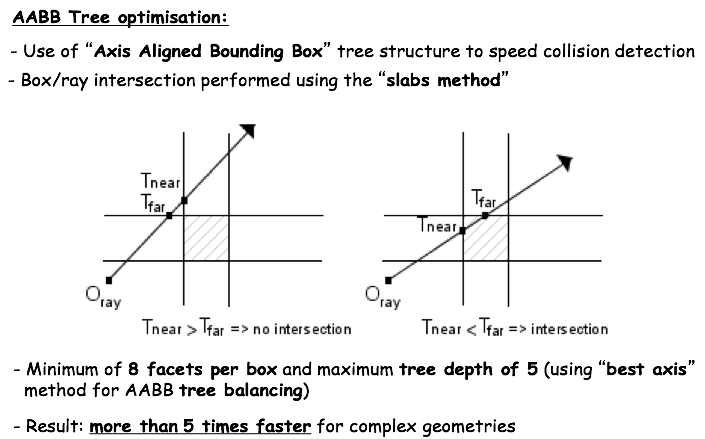 AABB Tree optimisation:
- Use of “Axis Aligned Bounding Box” tree structure to speed collision detection
- Box/ray intersection performed using the “slabs method”
Tnear
Tfar
Oray
Tnear > Tfar => no intersection
Tfar
Tnear
Oray
Tnear < Tfar => intersection
- Minimum of 8 facets per box and maximum tree depth of 5 (using “best axis”
method for AABB tree balancing)
- Result: more than 5 times faster for complex geometries